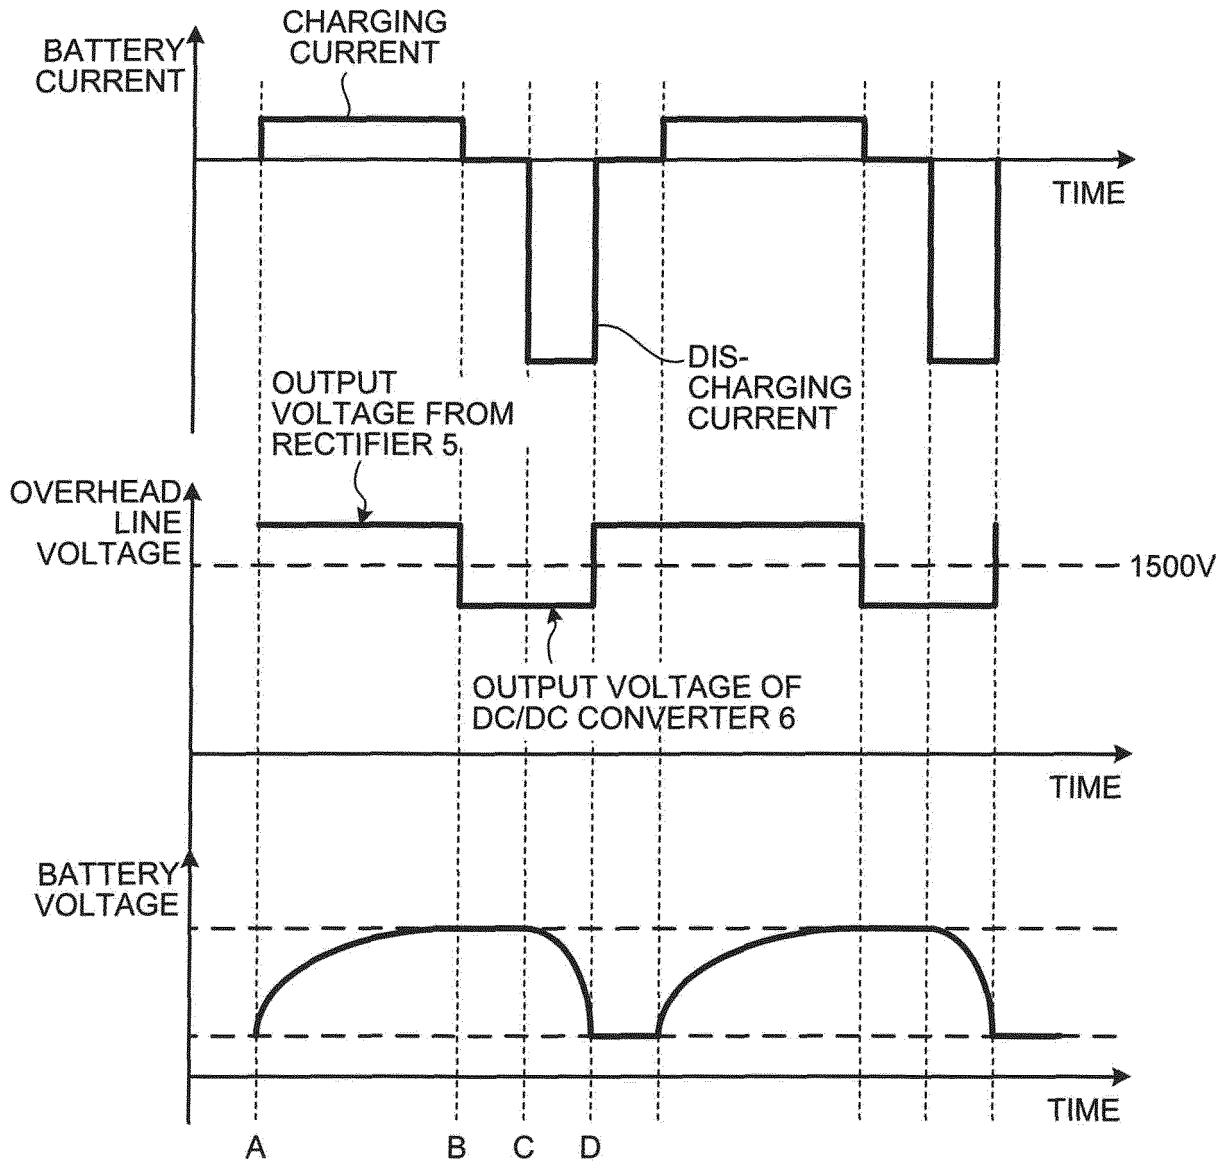 CHARGING
CURRENT
BATTERY
CURRENT
TIME
DIS-
CHARGING
CURRENT
OUTPUT
VOLTAGE FROM
RECTIFIER 5
OVERHEAD
LINE
VOLTAGE
1500V
OUTPUT VOLTAGE OF
DC/DC CONVERTER 6
TIME
BATTERY
VOLTAGE
TIME
A B C D